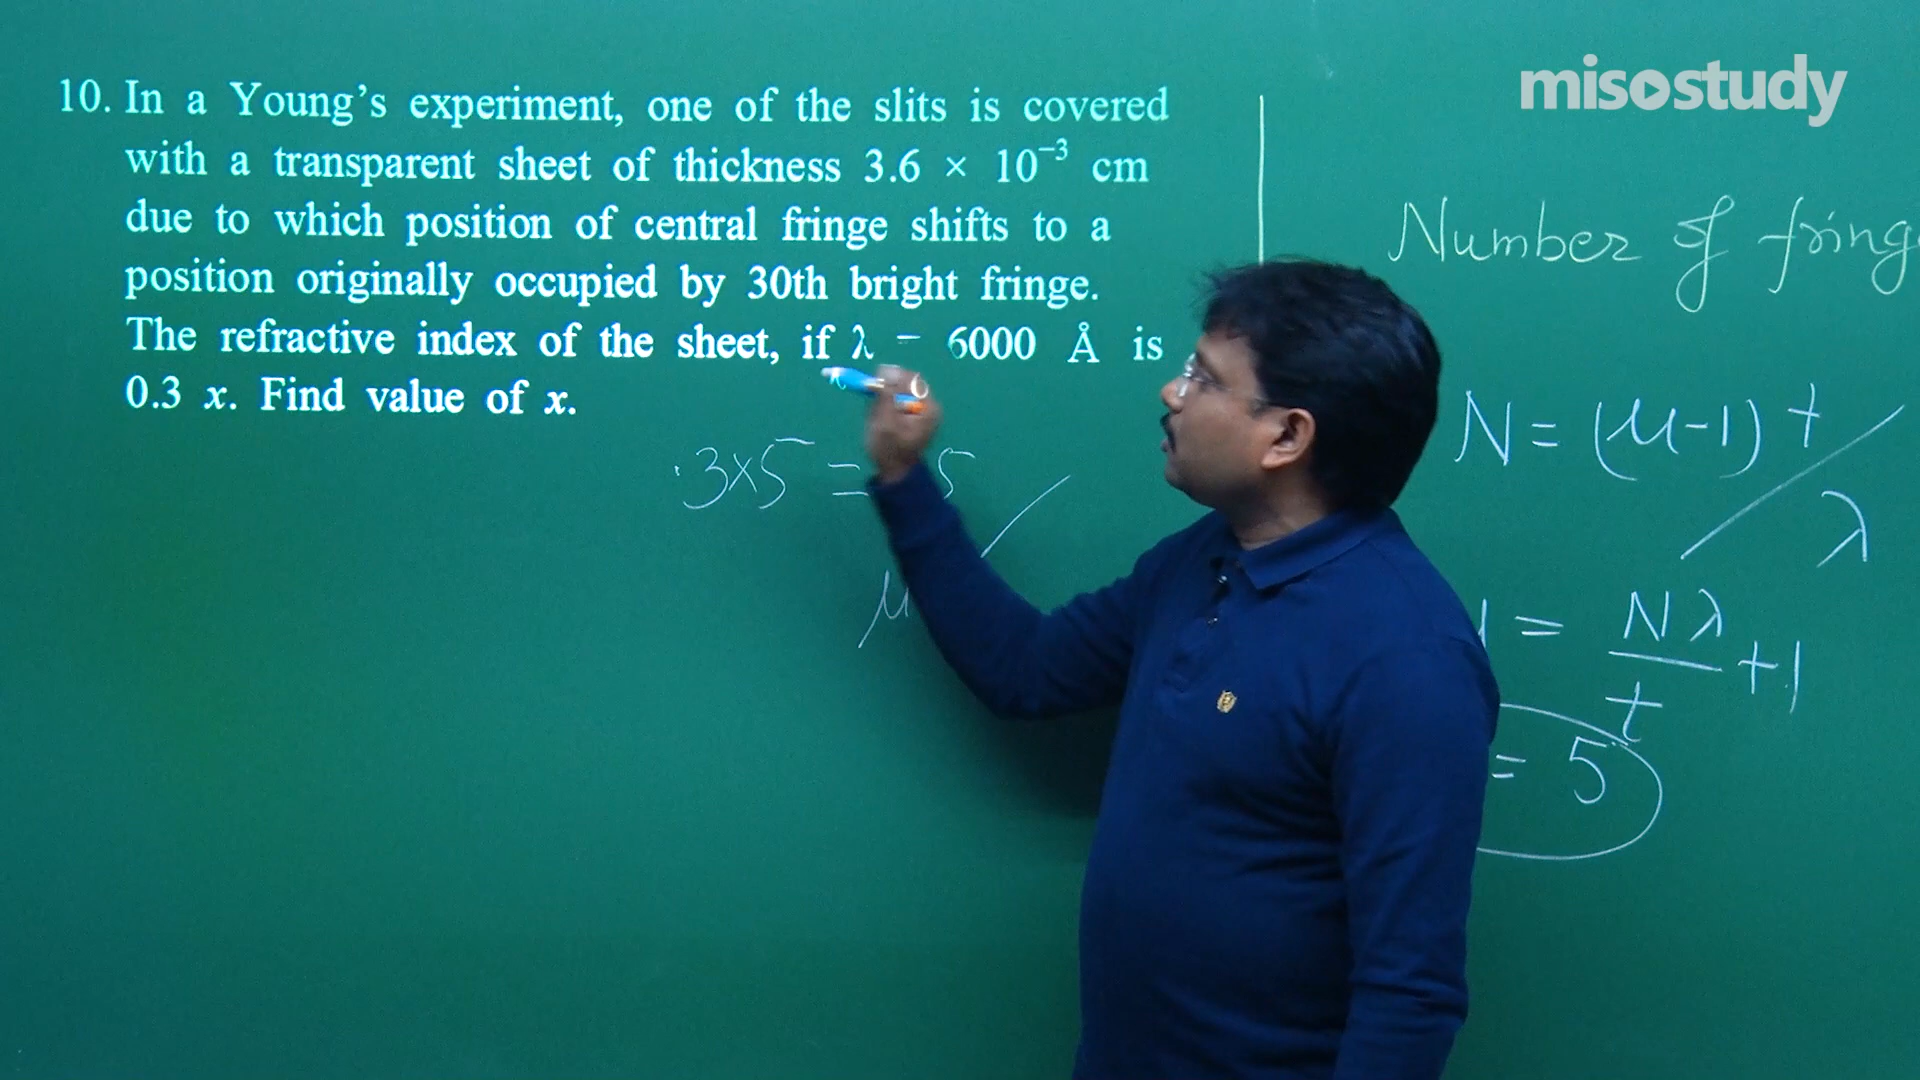 misostudy
10. In a Young's experiment, one of the slits is covered
with a transparent sheet of thickness 3.6 × 10⁻³ cm
due to which position of central fringe shifts to a
position originally occupied by 30th bright fringe.
The refractive index of the sheet, if λ = 6000 Å is
0.3 x. Find value of x.
.3×5 = 5
μ
Number of fring
N = (μ-1) t / λ
= Nλ / t +1
= 5